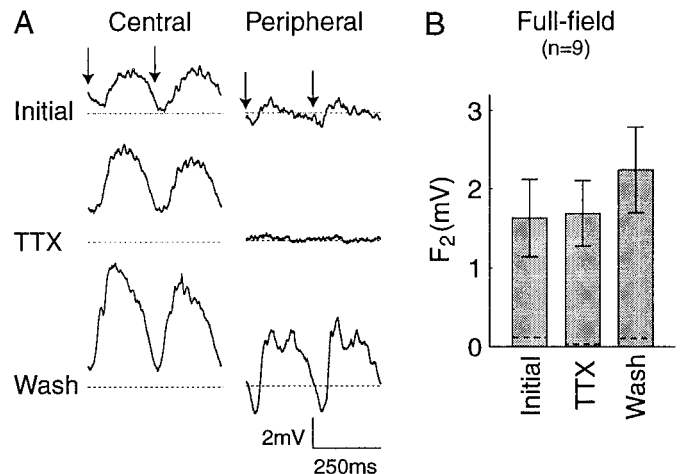 A
Central
Peripheral
Initial
TTX
Wash
2mV
250ms
B
Full-field
(n=9)
F2(mV)
3
2
1
0
Initial
TTX
Wash